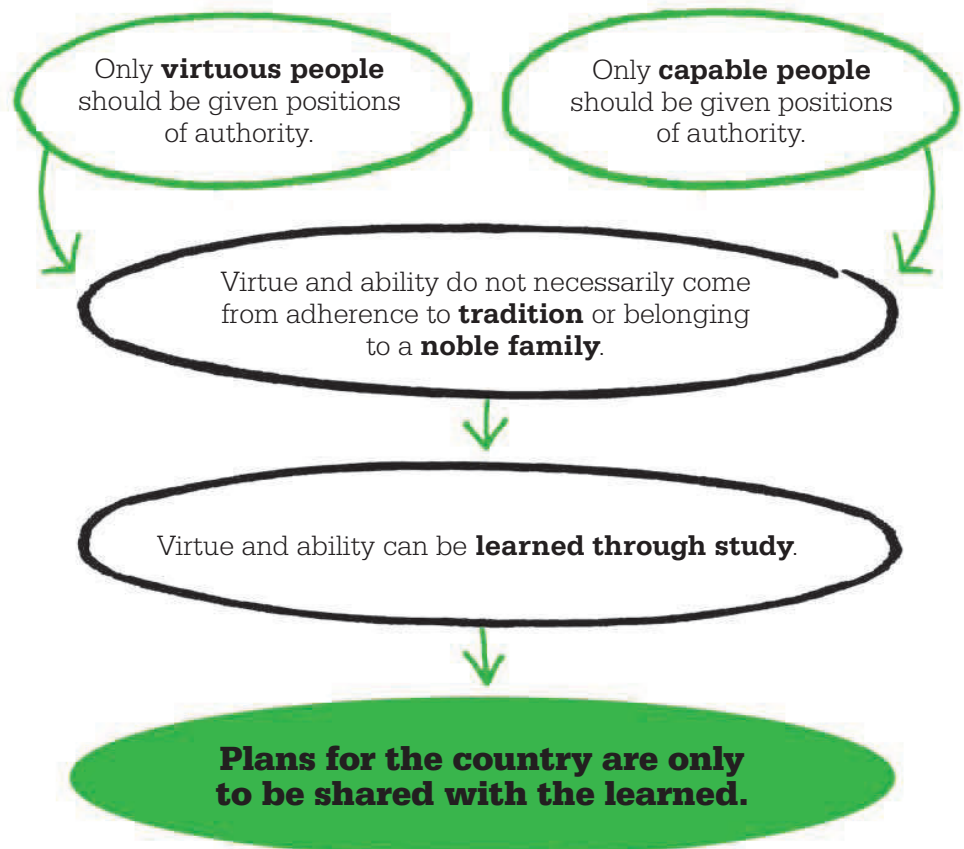 Only virtuous people
should be given positions
of authority.
Only capable people
should be given positions
of authority.
Virtue and ability do not necessarily come
from adherence to tradition or belonging
to a noble family.
Virtue and ability can be learned through study.
Plans for the country are only
to be shared with the learned.